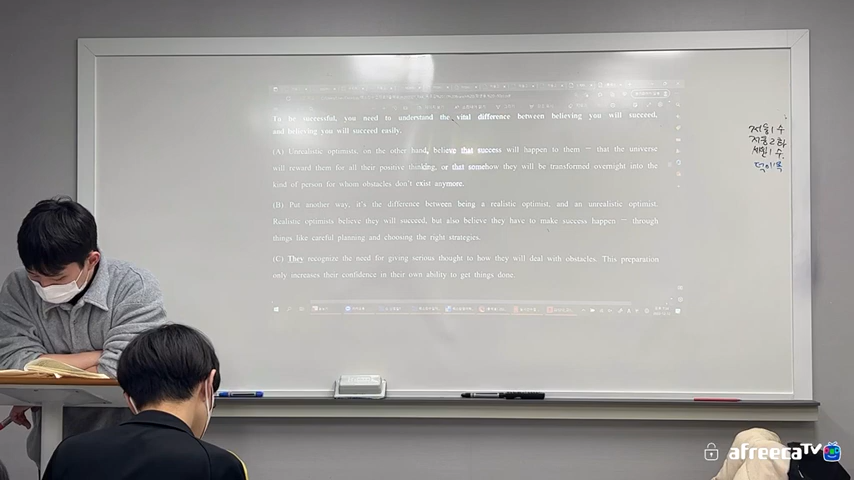 To be successful, you need to understand the vital difference between believing you will succeed,
and believing you will succeed easily.
(A) Unrealistic optimists, on the other hand, believe that success will happen to them ─ that the universe
will reward them for all their positive thinking, or that somehow they will be transformed overnight into the
kind of person for whom obstacles don't exist anymore.
(B) Put another way, it's the difference between being a realistic optimist, and an unrealistic optimist.
Realistic optimists believe they will succeed, but also believe they have to make success happen ─ through
things like careful planning and choosing the right strategies.
(C) They recognize the need for giving serious thought to how they will deal with obstacles. This preparation
only increases their confidence in their own ability to get things done.
afreecaTV